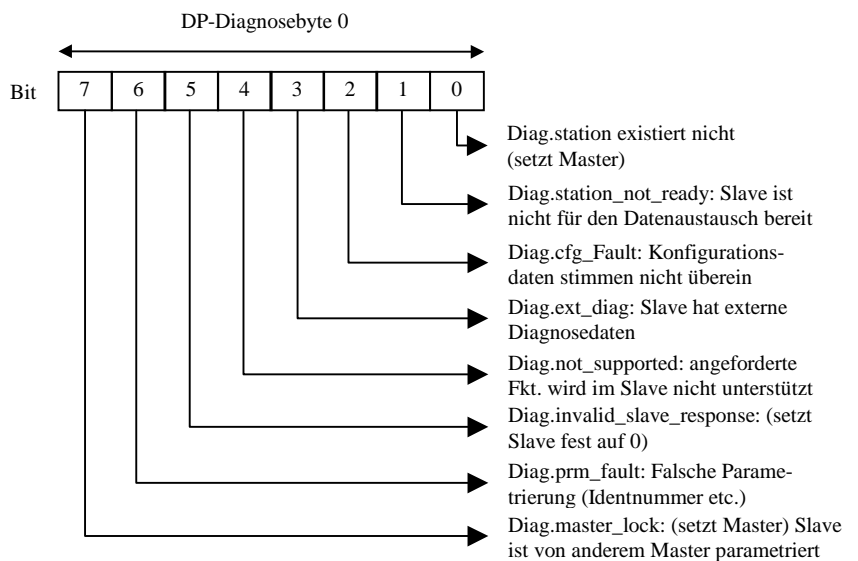 DP-Diagnosebyte 0
Bit 7 6 5 4 3 2 1 0
Diag.station existiert nicht
(setzt Master)
Diag.station_not_ready: Slave ist
nicht für den Datenaustausch bereit
Diag.cfg_Fault: Konfigurations-
daten stimmen nicht überein
Diag.ext_diag: Slave hat externe
Diagnosedaten
Diag.not_supported: angeforderte
Fkt. wird im Slave nicht unterstützt
Diag.invalid_slave_response: (setzt
Slave fest auf 0)
Diag.prm_fault: Falsche Parame-
trierung (Identnummer etc.)
Diag.master_lock: (setzt Master) Slave
ist von anderem Master parametriert